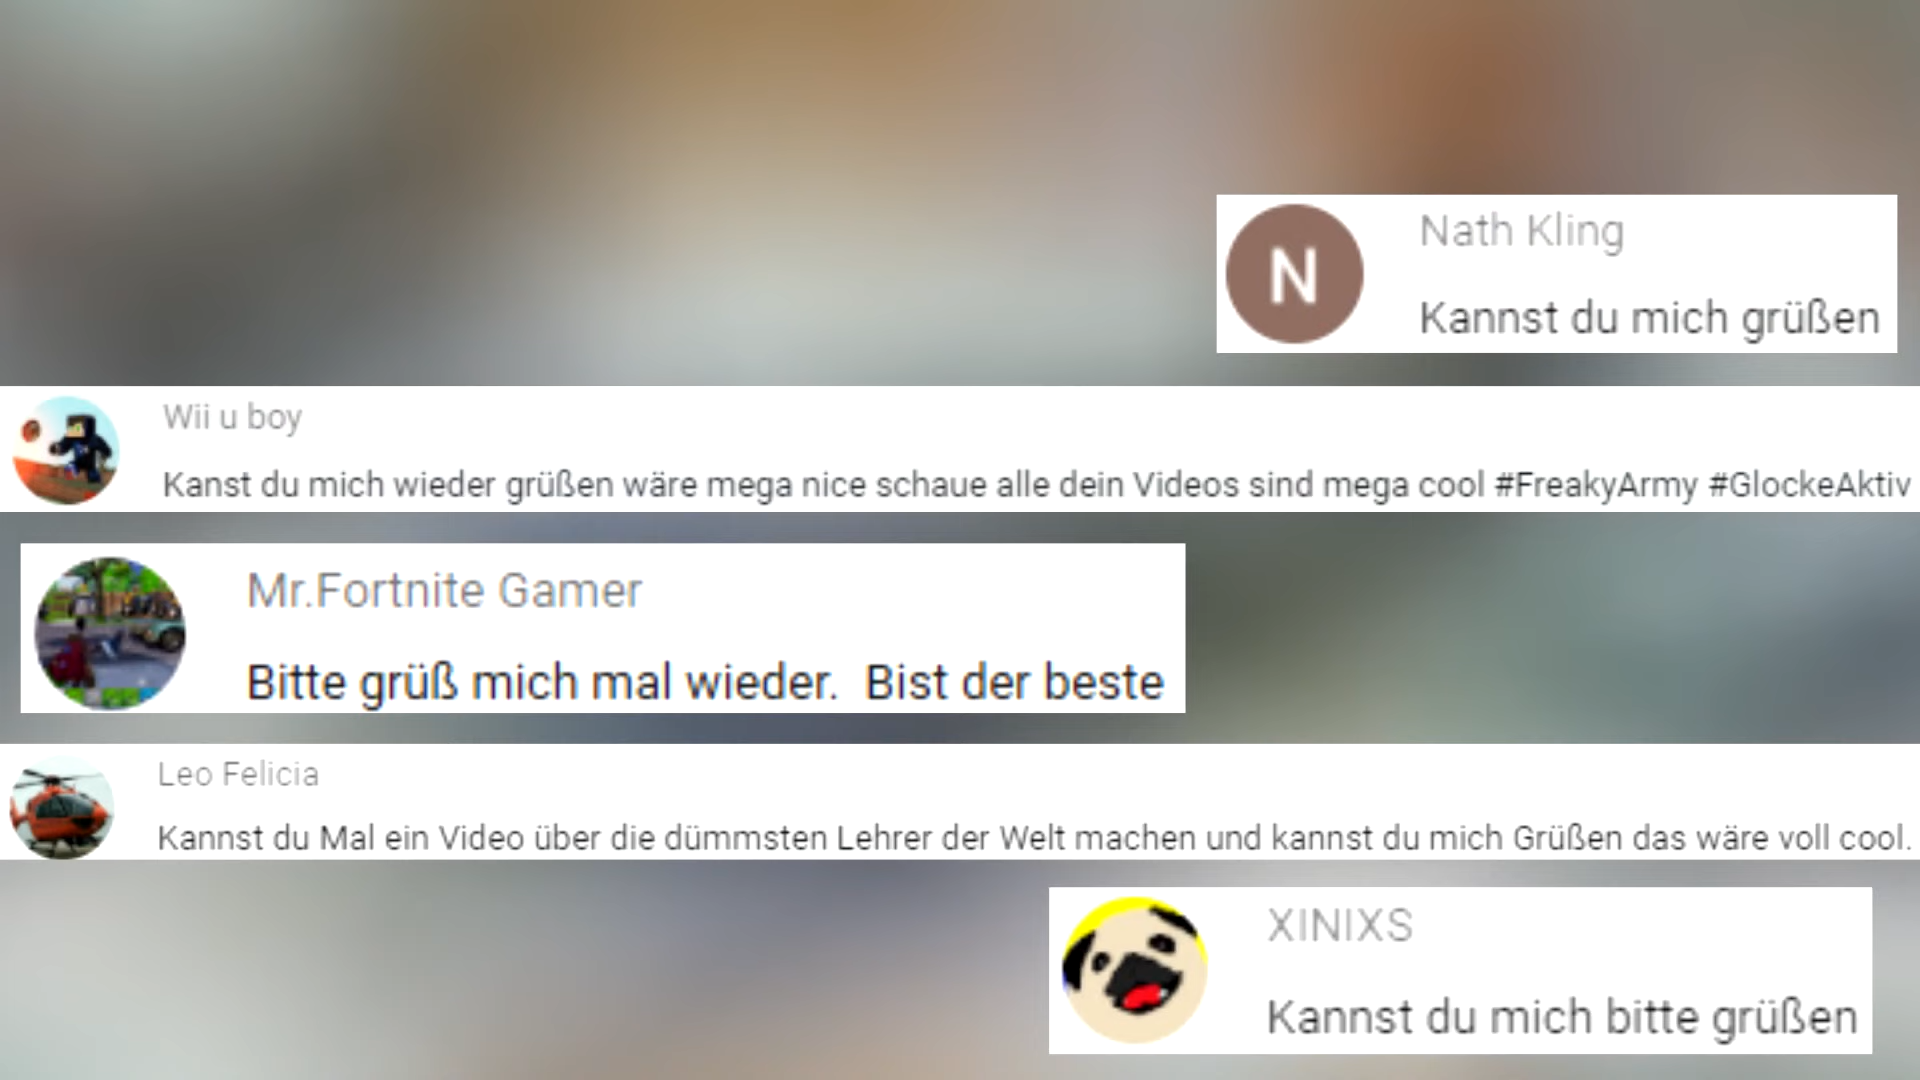 N
Nath Kling
Kannst du mich grüßen
Wii u boy
Kanst du mich wieder grüßen wäre mega nice schaue alle dein Videos sind mega cool #FreakyArmy #GlockeAktiv
Mr.Fortnite Gamer
Bitte grüß mich mal wieder. Bist der beste
Leo Felicia
Kannst du Mal ein Video über die dümmsten Lehrer der Welt machen und kannst du mich Grüßen das wäre voll cool.
XINIXS
Kannst du mich bitte grüßen